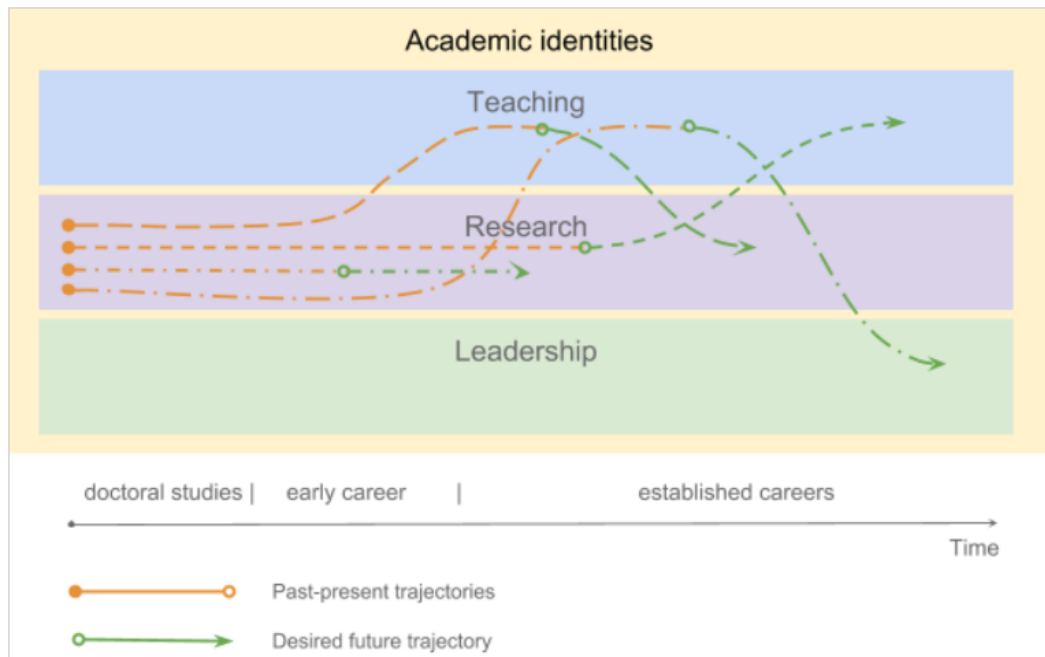 Academic identities
Teaching
Research
Leadership
doctoral studies | early career | established careers
Time
Past-present trajectories
Desired future trajectory